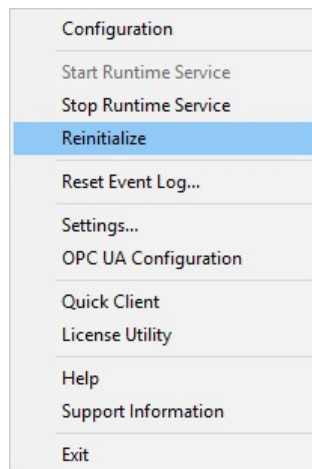 Configuration
Start Runtime Service
Stop Runtime Service
Reinitialize
Reset Event Log...
Settings...
OPC UA Configuration
Quick Client
License Utility
Help
Support Information
Exit